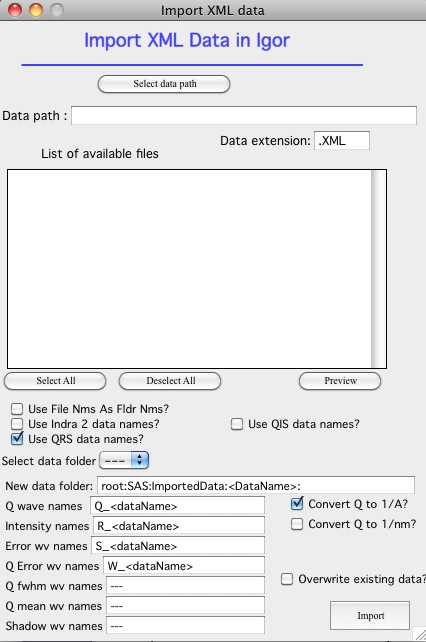 Import XML data
Import XML Data in Igor
Select data path
Data path :
Data extension: .XML
List of available files
Select All Deselect All Preview
Use File Nms As Fldr Nms?
Use Indra 2 data names? Use QIS data names?
Use QRS data names?
Select data folder ---
New data folder: root:SAS:ImportedData:<DataName>:
Q wave names Q_<dataName> Convert Q to 1/A?
Intensity names R_<dataName> Convert Q to 1/nm?
Error wv names S_<dataName>
Q Error wv names W_<dataName>
Q fwhm wv names --- Overwrite existing data?
Q mean wv names ---
Shadow wv names --- Import